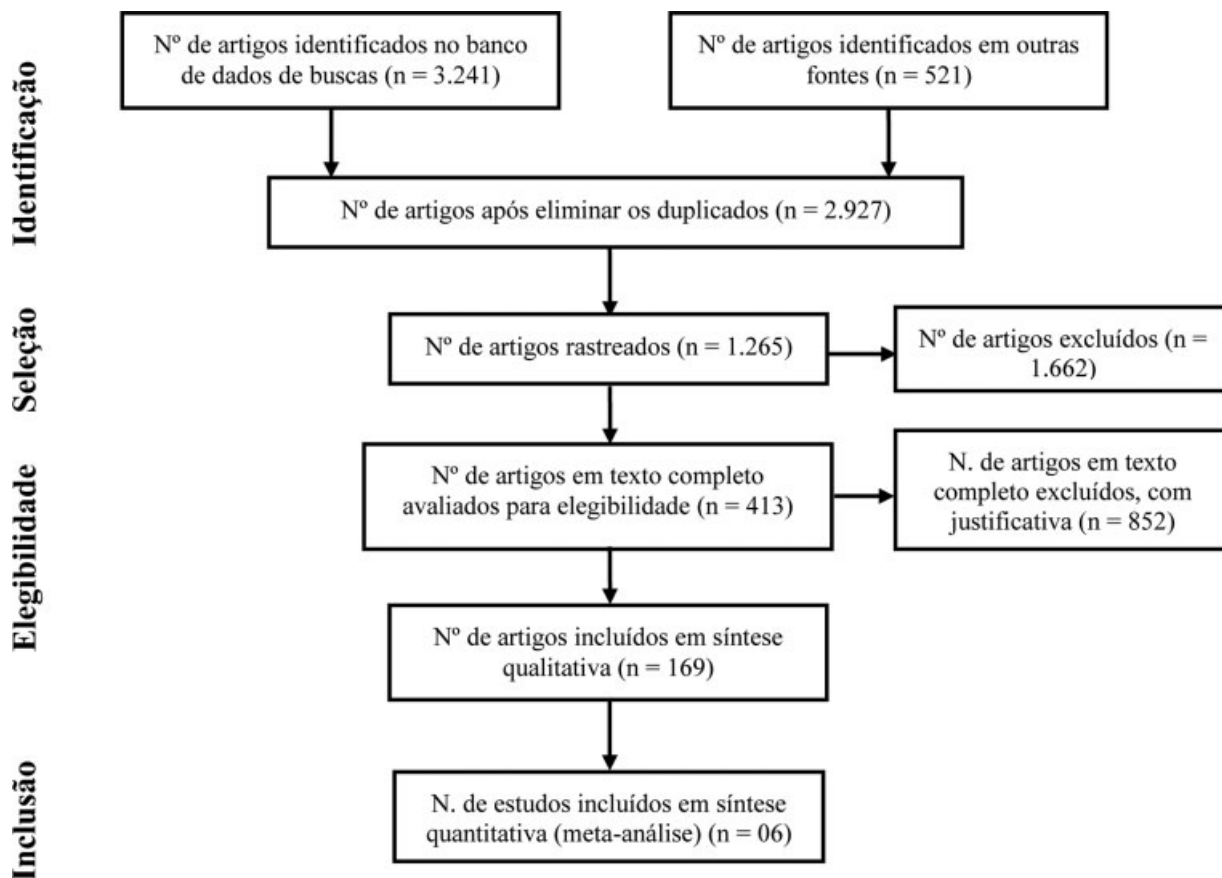 Identificação
Nº de artigos identificados no banco
de dados de buscas (n = 3.241)
Nº de artigos identificados em outras
fontes (n = 521)
Nº de artigos após eliminar os duplicados (n = 2.927)
Seleção
Nº de artigos rastreados (n = 1.265)
Nº de artigos excluídos (n =
1.662)
Elegibilidade
Nº de artigos em texto completo
avaliados para elegibilidade (n = 413)
N. de artigos em texto
completo excluídos, com
justificativa (n = 852)
Nº de artigos incluídos em síntese
qualitativa (n = 169)
Inclusão
N. de estudos incluídos em síntese
quantitativa (meta-análise) (n = 06)